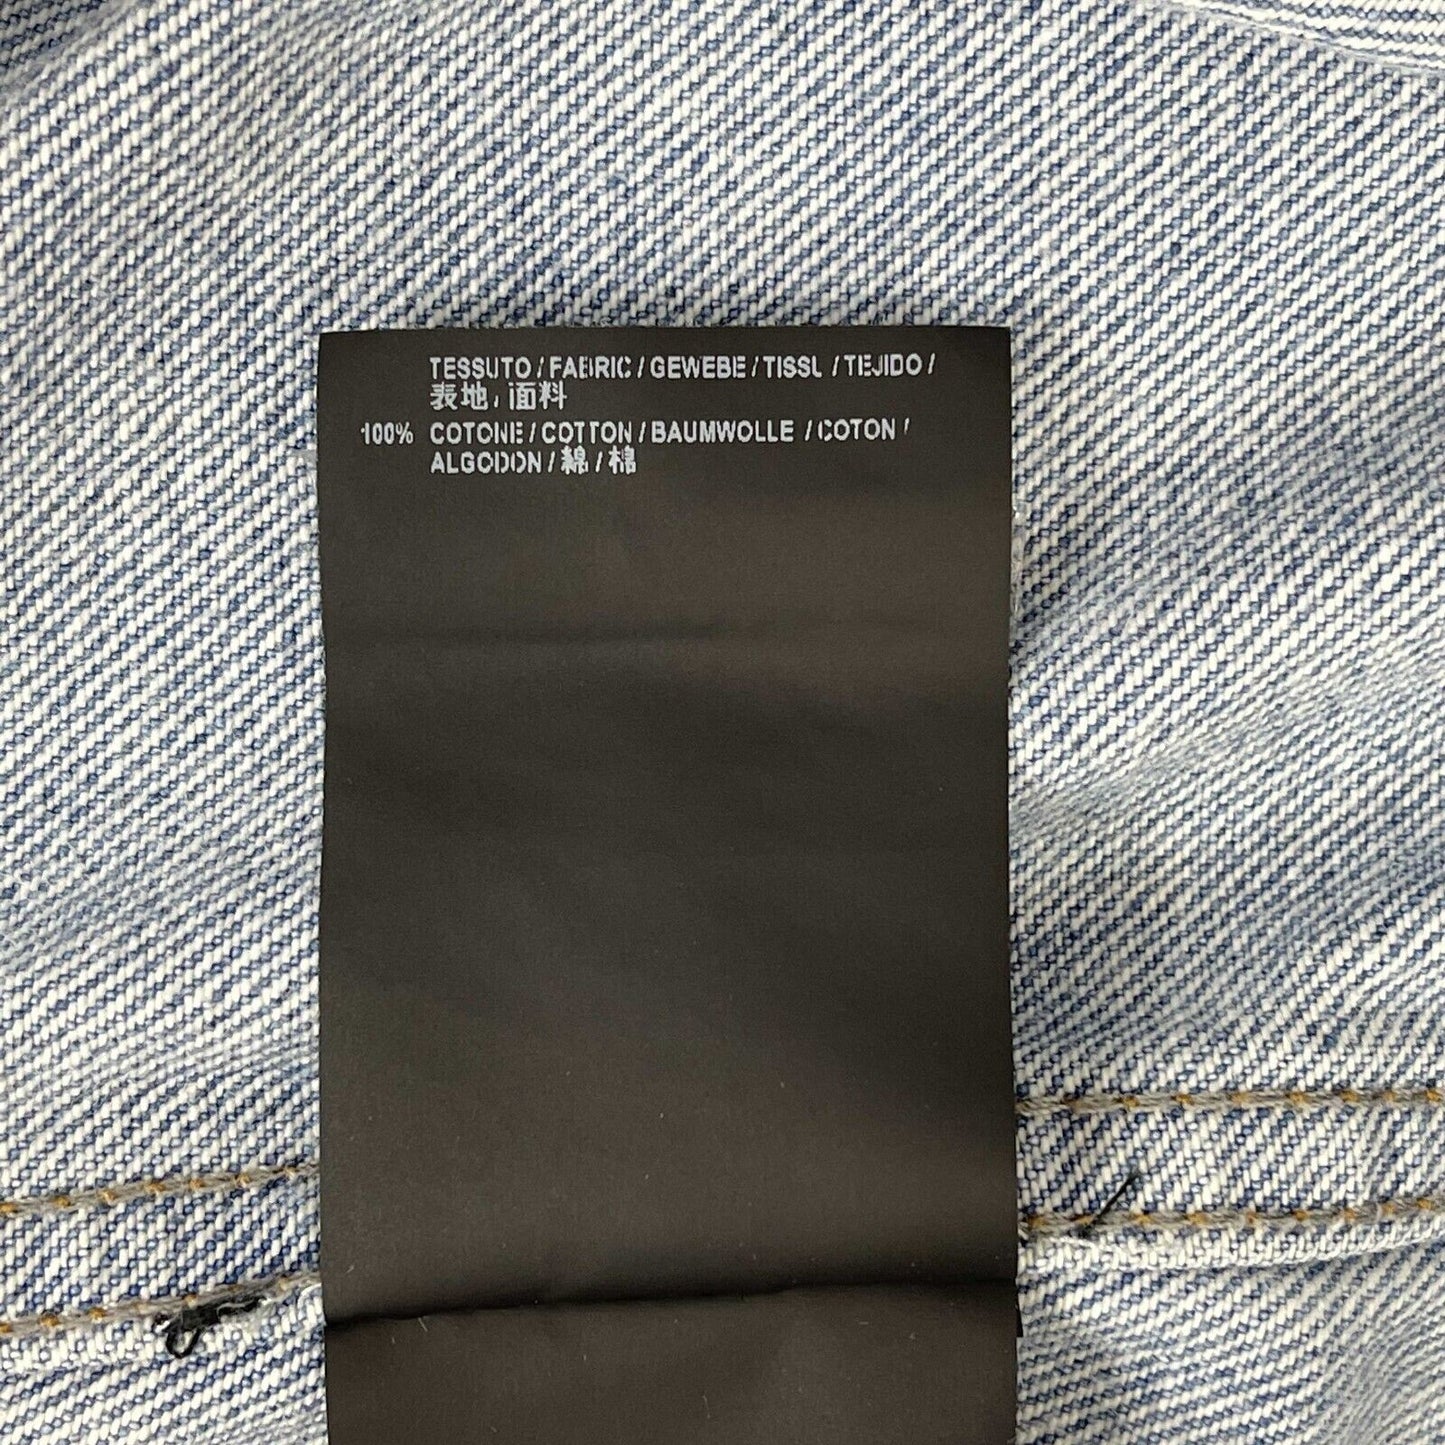 TESSUTO / FABRIC / GEWEBE / TISSU / TEJIDO /
表地 / 面料
100% COTONE / COTTON / BAUMWOLLE / COTON /
ALGODON / 綿 / 棉